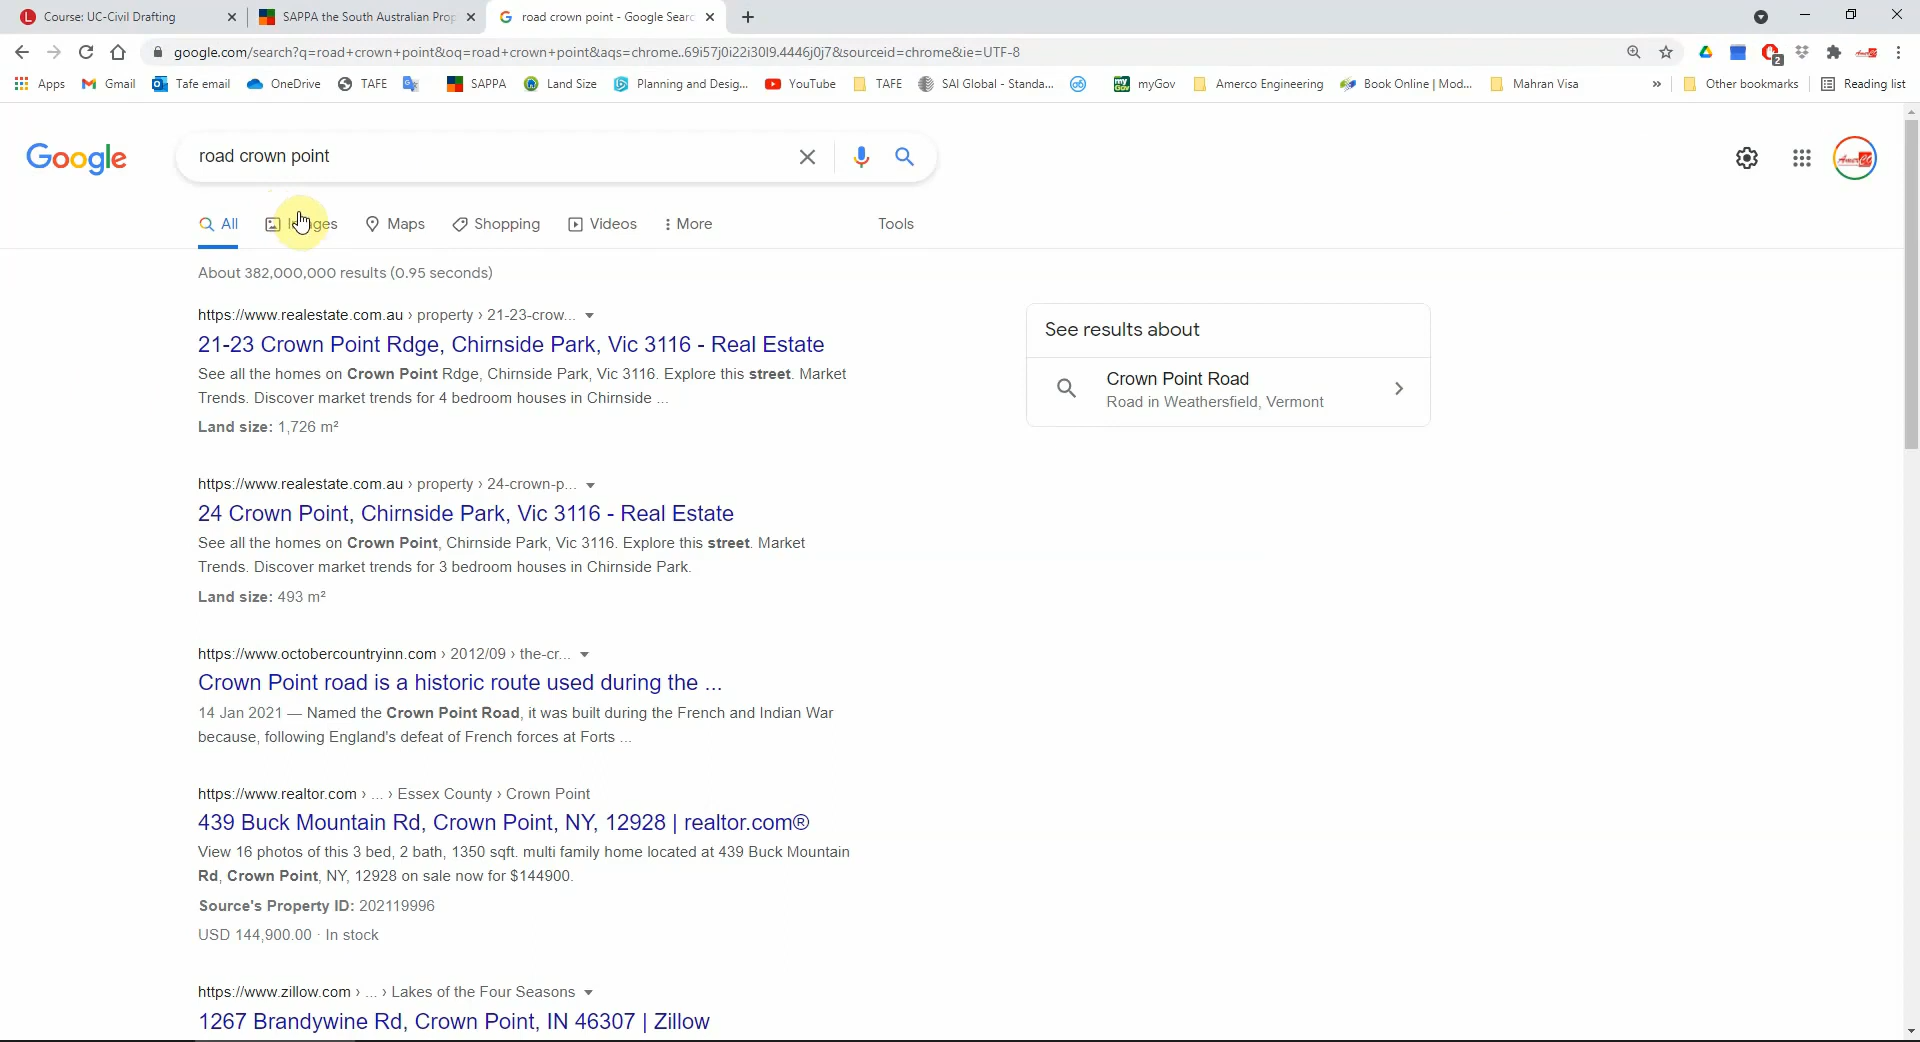 Course: UC-Civil Drafting
SAPPA the South Australian Prop
road crown point - Google Searc
google.com/search?q=road+crown+point&oq=road+crown+point&aqs=chrome..69i57j0i22i30l9.4446j0j7&sourceid=chrome&ie=UTF-8
2
Apps
Gmail
Tafe email
OneDrive
TAFE
SAPPA
Land Size
Planning and Desig...
YouTube
TAFE
SAI Global - Standa...
myGov
Amerco Engineering
Book Online | Mod...
Mahran Visa
»
Other bookmarks
Reading list
Google
road crown point
All
Images
Maps
Shopping
Videos
More
Tools
About 382,000,000 results (0.95 seconds)
https://www.realestate.com.au › property › 21-23-crow...
21-23 Crown Point Rdge, Chirnside Park, Vic 3116 - Real Estate
See all the homes on Crown Point Rdge, Chirnside Park, Vic 3116. Explore this street. Market
Trends. Discover market trends for 4 bedroom houses in Chirnside ...
Land size: 1,726 m²
See results about
Crown Point Road
Road in Weathersfield, Vermont
https://www.realestate.com.au › property › 24-crown-p...
24 Crown Point, Chirnside Park, Vic 3116 - Real Estate
See all the homes on Crown Point, Chirnside Park, Vic 3116. Explore this street. Market
Trends. Discover market trends for 3 bedroom houses in Chirnside Park.
Land size: 493 m²
https://www.octobercountryinn.com › 2012/09 › the-cr...
Crown Point road is a historic route used during the ...
14 Jan 2021 — Named the Crown Point Road, it was built during the French and Indian War
because, following England's defeat of French forces at Forts ...
https://www.realtor.com › ... › Essex County › Crown Point
439 Buck Mountain Rd, Crown Point, NY, 12928 | realtor.com®
View 16 photos of this 3 bed, 2 bath, 1350 sqft. multi family home located at 439 Buck Mountain
Rd, Crown Point, NY, 12928 on sale now for $144900.
Source's Property ID: 202119996
USD 144,900.00 · In stock
https://www.zillow.com › ... › Lakes of the Four Seasons
1267 Brandywine Rd, Crown Point, IN 46307 | Zillow